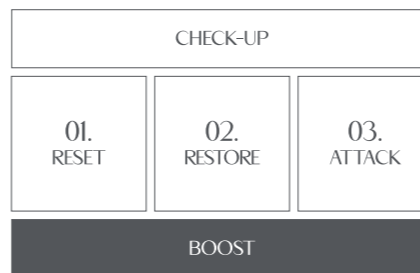 CHECK-UP
01.
RESET
02.
RESTORE
03.
ATTACK
BOOST